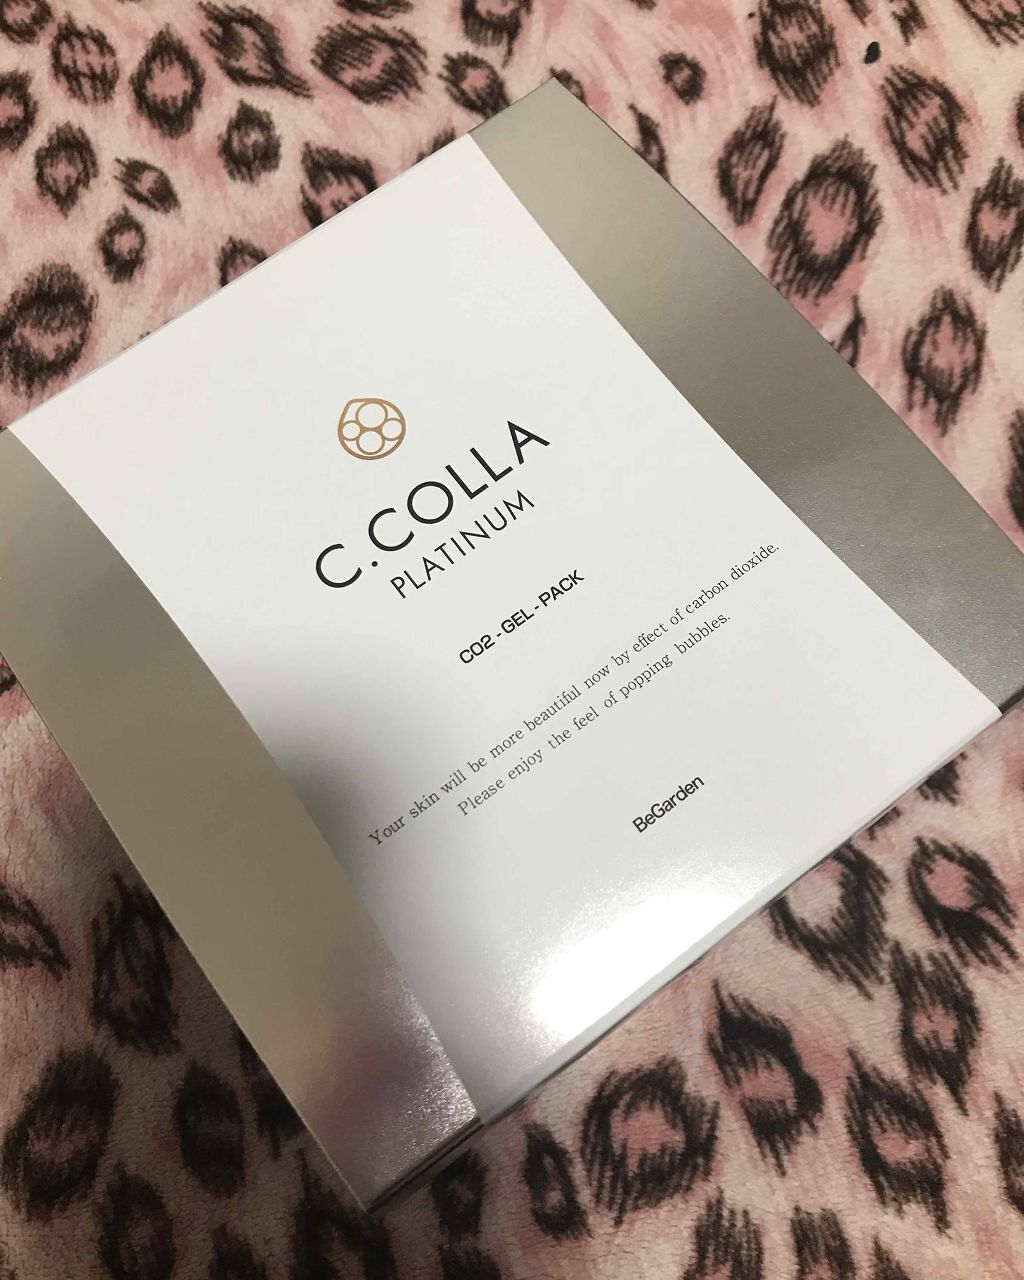 C.COLLA
PLATINUM
CO2-GEL-PACK
Your skin will be more beautiful now by effect of carbon dioxide.
Please enjoy the feel of popping bubbles.
BeGarden